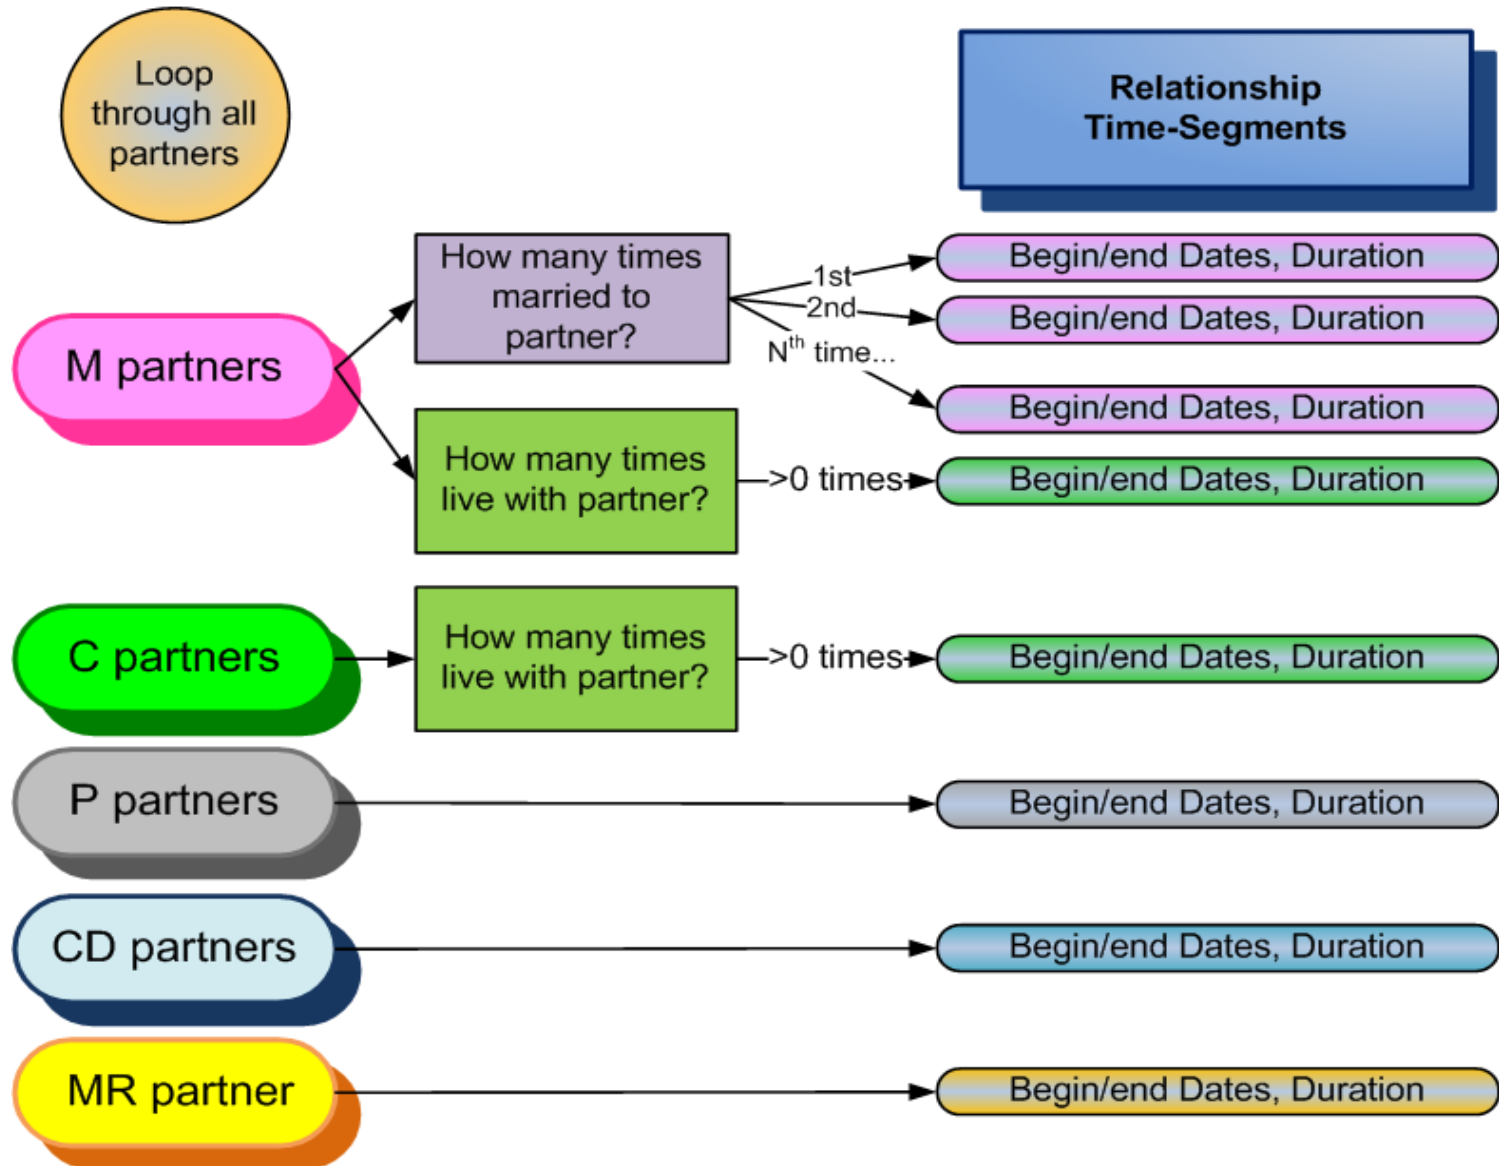 Loop
through all
partners
Relationship
Time-Segments
M partners
How many times
married to
partner?
1st
2nd
Nth time...
Begin/end Dates, Duration
Begin/end Dates, Duration
Begin/end Dates, Duration
How many times
live with partner?
>0 times
Begin/end Dates, Duration
C partners
How many times
live with partner?
>0 times
Begin/end Dates, Duration
P partners
Begin/end Dates, Duration
CD partners
Begin/end Dates, Duration
MR partner
Begin/end Dates, Duration